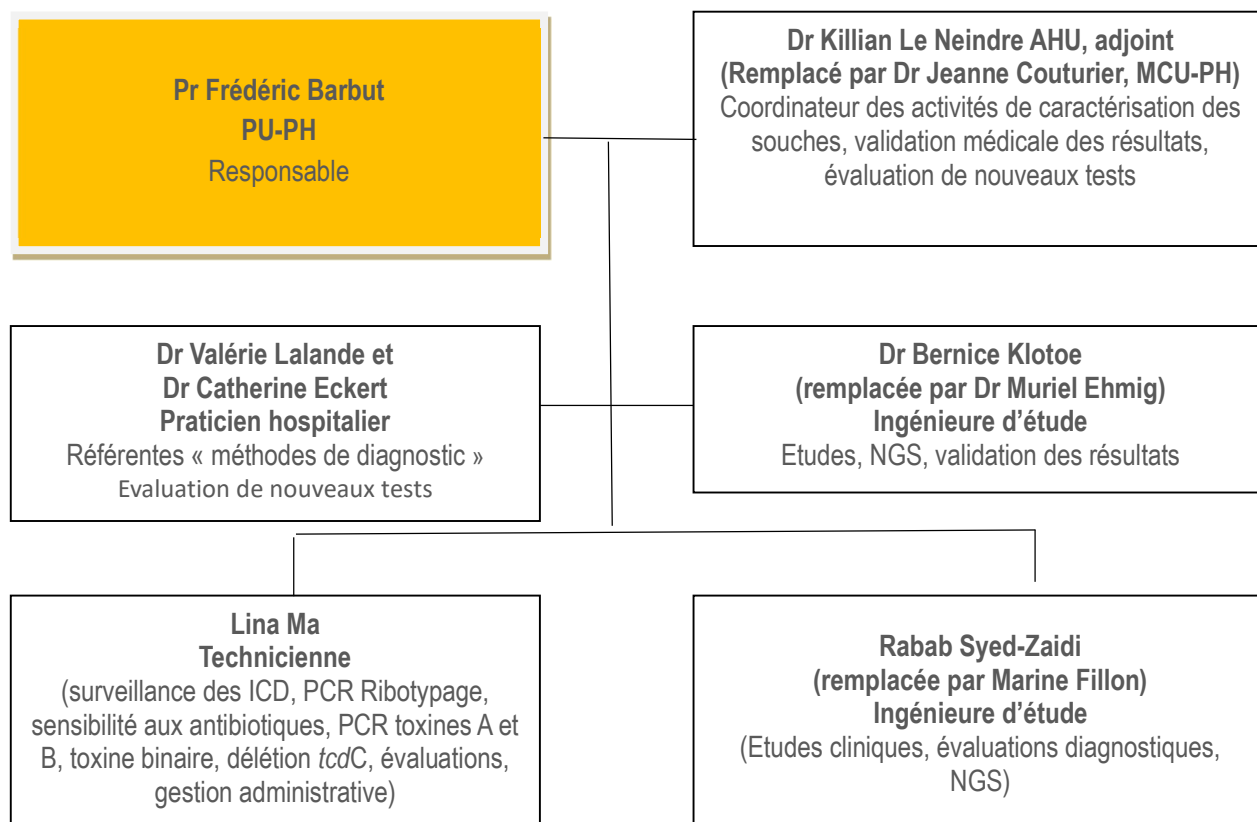 Pr Frédéric Barbut
PU-PH
Responsable
Dr Killian Le Neindre AHU, adjoint
(Remplacé par Dr Jeanne Couturier, MCU-PH)
Coordinateur des activités de caractérisation des
souches, validation médicale des résultats,
évaluation de nouveaux tests
Dr Valérie Lalande et
Dr Catherine Eckert
Praticien hospitalier
Référentes « méthodes de diagnostic »
Evaluation de nouveaux tests
Dr Bernice Klotoe
(remplacée par Dr Muriel Ehmig)
Ingénieure d’étude
Etudes, NGS, validation des résultats
Lina Ma
Technicienne
(surveillance des ICD, PCR Ribotypage,
sensibilité aux antibiotiques, PCR toxines A et
B, toxine binaire, délétion tcdC, évaluations,
gestion administrative)
Rabab Syed-Zaidi
(remplacée par Marine Fillon)
Ingénieure d’étude
(Etudes cliniques, évaluations diagnostiques,
NGS)